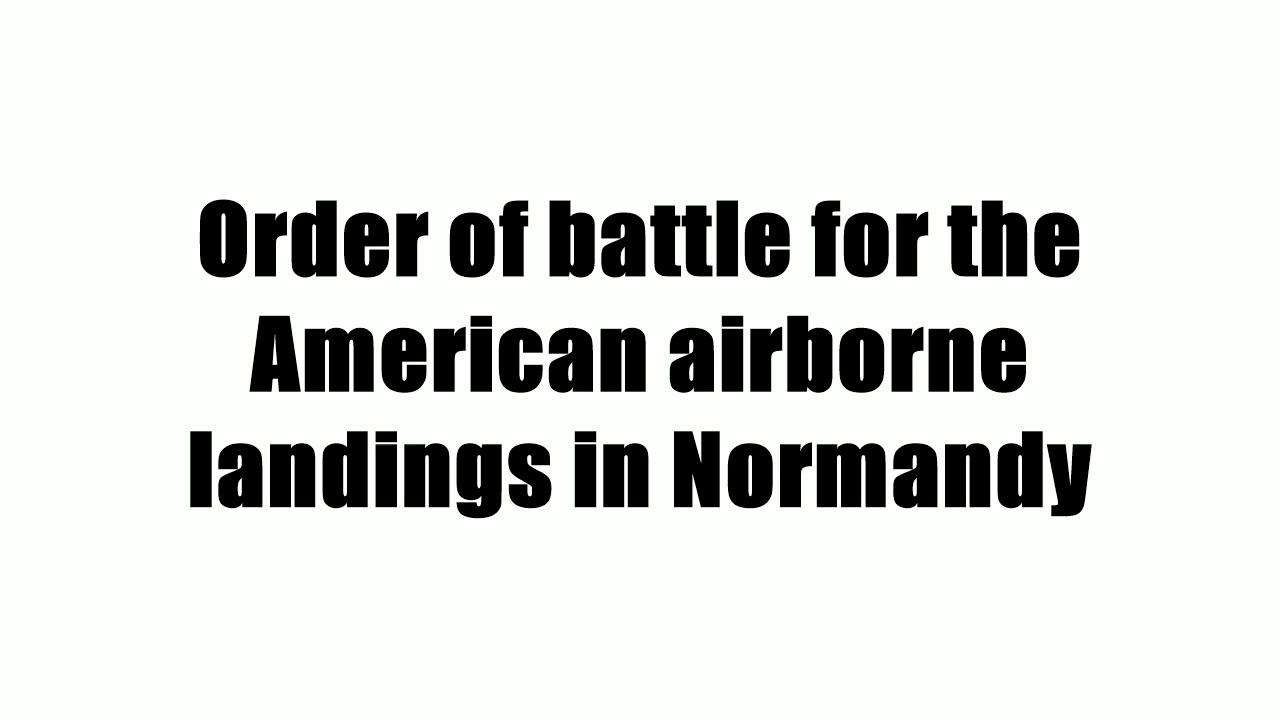 Order of battle for the
American airborne
landings in Normandy